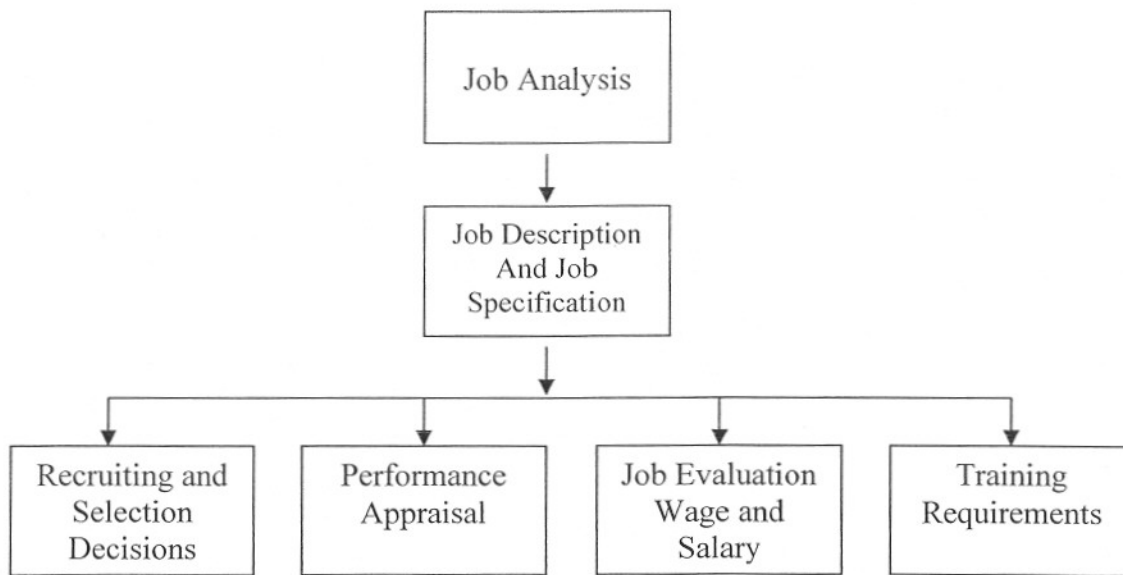 Job Analysis
Job Description
And Job
Specification
Recruiting and
Selection
Decisions
Performance
Appraisal
Job Evaluation
Wage and
Salary
Training
Requirements